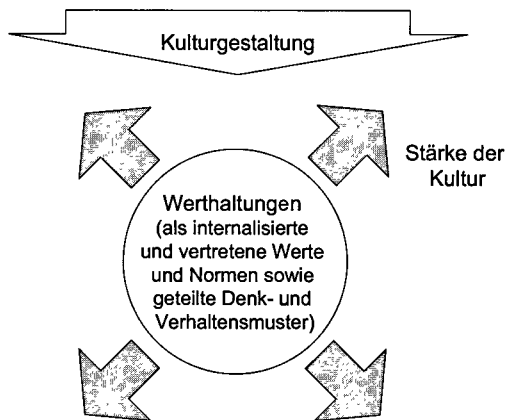 Kulturgestaltung
Stärke der
Kultur
Werthaltungen
(als internalisierte
und vertretene Werte
und Normen sowie
geteilte Denk- und
Verhaltensmuster)